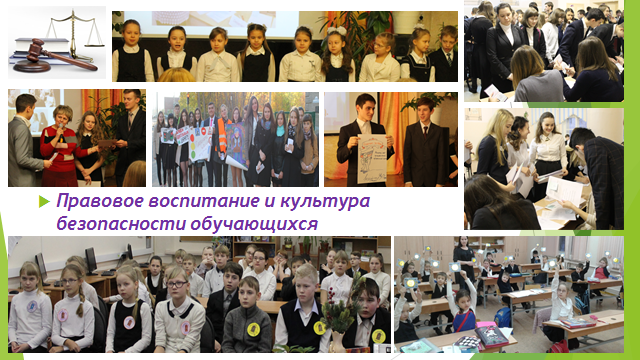 Правовое воспитание и культура
безопасности обучающихся